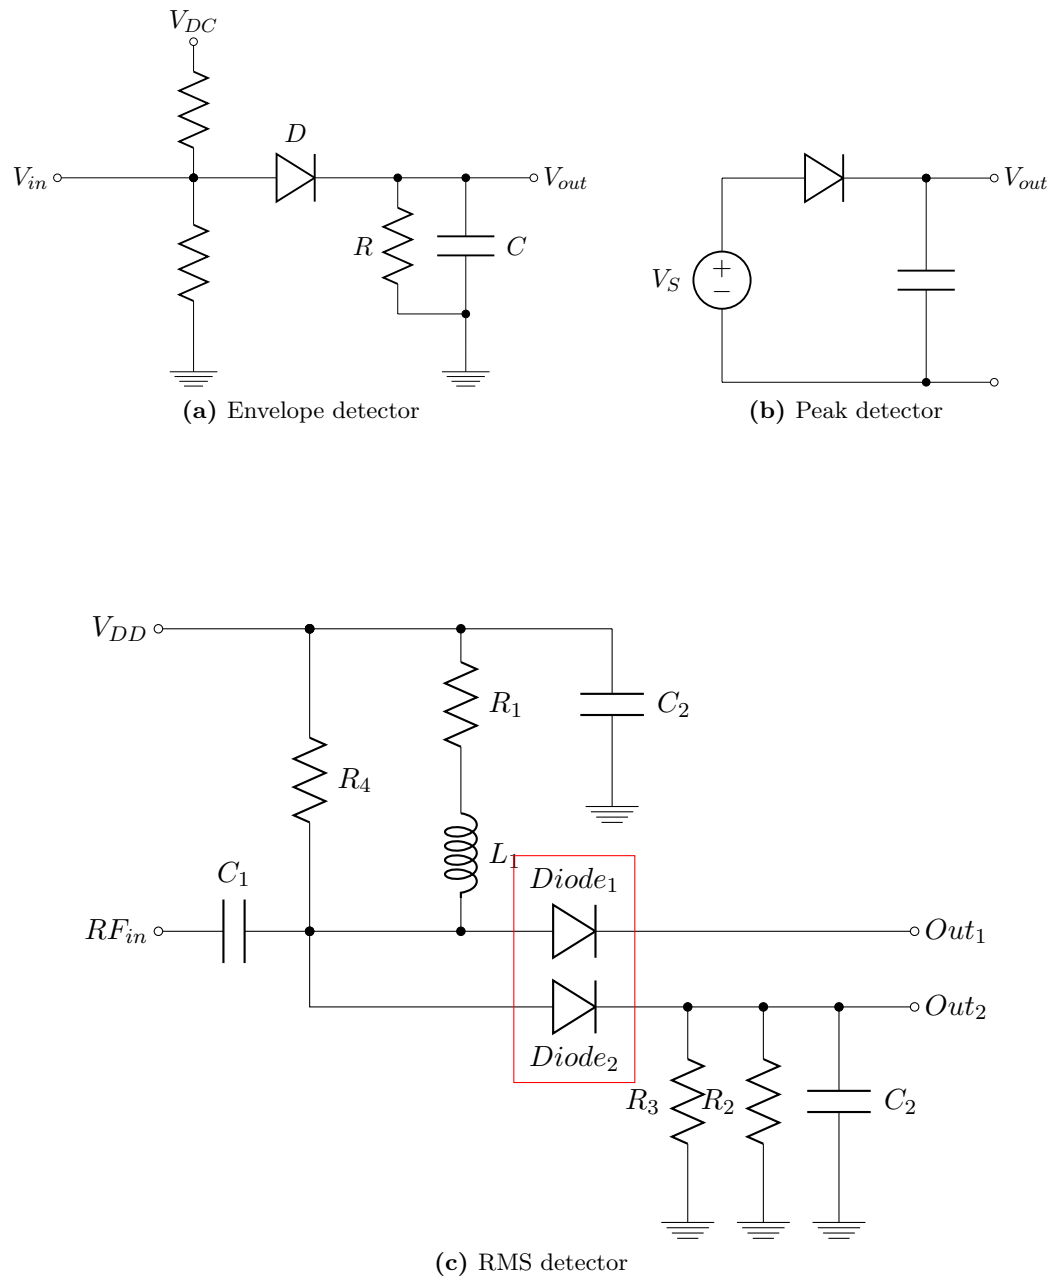 V_DC
D
V_in
V_out
R
C
(a) Envelope detector
V_out
V_S
+
−
(b) Peak detector
V_DD
R_1
C_2
R_4
L_1
C_1
Diode_1
RF_in
Out_1
Out_2
Diode_2
R_3
R_2
C_2
(c) RMS detector